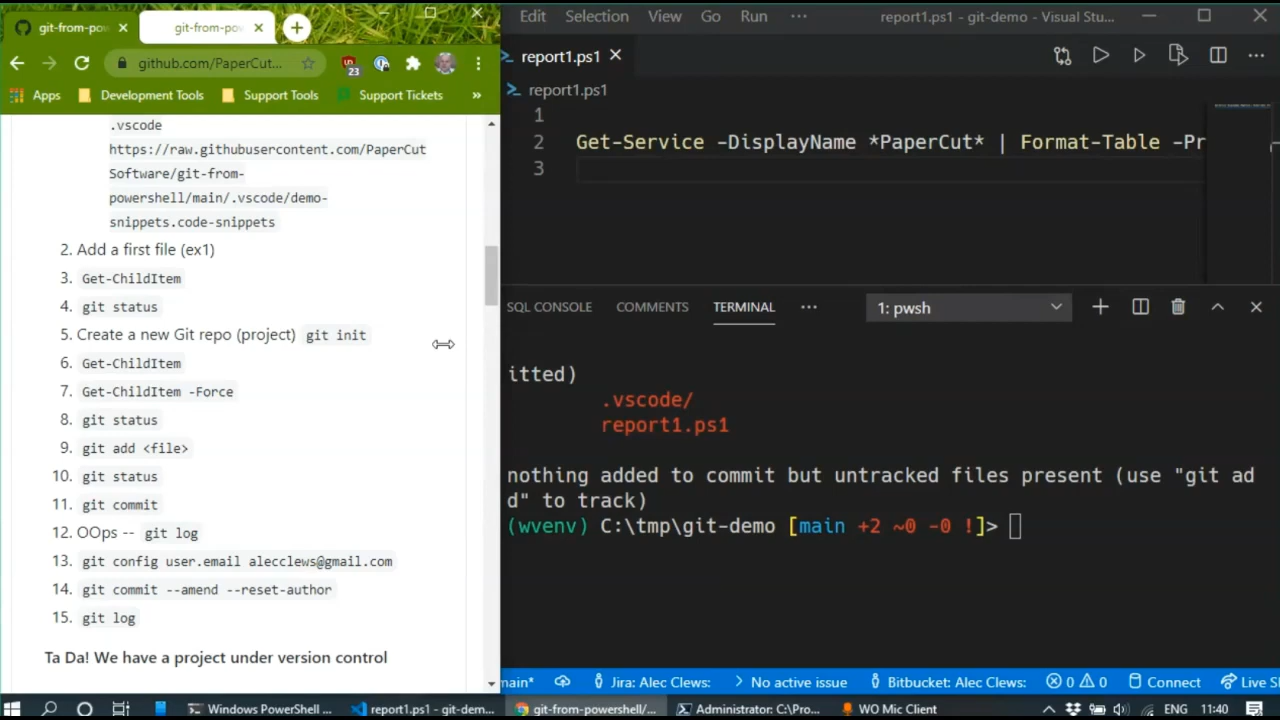 git-from-pow
git-from-pow
github.com/PaperCut...
23
Apps
Development Tools
Support Tools
Support Tickets
»
.vscode
https://raw.githubusercontent.com/PaperCut
Software/git-from-
powershell/main/.vscode/demo-
snippets.code-snippets
2. Add a first file (ex1)
3. Get-ChildItem
4. git status
5. Create a new Git repo (project) git init
6. Get-ChildItem
7. Get-ChildItem -Force
8. git status
9. git add <file>
10. git status
11. git commit
12. OOps -- git log
13. git config user.email alecclews@gmail.com
14. git commit --amend --reset-author
15. git log
Ta Da! We have a project under version control
Edit Selection View Go Run ··· report1.ps1 - git-demo - Visual Stu...
report1.ps1
report1.ps1
1
2 Get-Service -DisplayName *PaperCut* | Format-Table -Pr
3
SQL CONSOLE COMMENTS TERMINAL ··· 1: pwsh
itted)
.vscode/
report1.ps1
nothing added to commit but untracked files present (use "git ad
d" to track)
(wvenv) C:\tmp\git-demo [main +2 ~0 -0 !]>
main* Jira: Alec Clews: No active issue Bitbucket: Alec Clews: 0 0 Connect Live S
Windows PowerShell ... report1.ps1 - git-dem... git-from-powershell/... Administrator: C:\Pro... WO Mic Client ENG 11:40